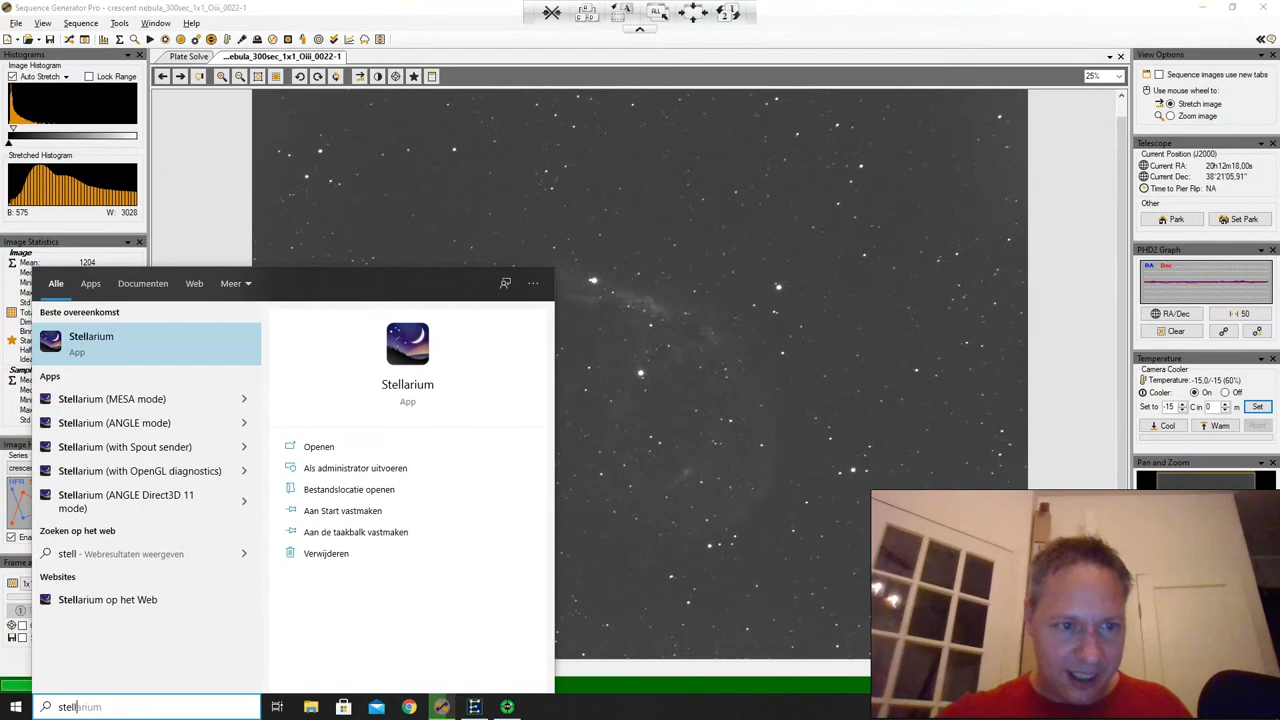 Sequence Generator Pro - crescent nebula_300sec_1x1_Oiii_0022-1
File View Sequence Tools Window Help
Histograms
Image Histogram
Auto Stretch Lock Range
Stretched Histogram
B: 575 W: 3028
Image Statistics
Image
Mean: 1204
Plate Solve ...ebula_300sec_1x1_Oiii_0022-1
25%
View Options
Sequence images use new tabs
Use mouse wheel to
Stretch image
Zoom image
Telescope
Current Position (J2000)
Current RA: 20h12m18.00s
Current Dec: 38°21'05.91"
Time to Pier Flip: NA
Other
Park Set Park
PHD2 Graph
RA Dec
RA/Dec 50
Clear
Temperature
Camera Cooler
Temperature: -15.0/-15 (60%)
Cooler: On Off
Set to -15 C in 0 m Set
Cool Warm Abort
Pan and Zoom
Alle Apps Documenten Web Meer
Beste overeenkomst
Stellarium
App
Apps
Stellarium (MESA mode)
Stellarium (ANGLE mode)
Stellarium (with Spout sender)
Stellarium (with OpenGL diagnostics)
Stellarium (ANGLE Direct3D 11
mode)
Zoeken op het web
stell - Webresultaten weergeven
Websites
Stellarium op het Web
Stellarium
App
Openen
Als administrator uitvoeren
Bestandslocatie openen
Aan Start vastmaken
Aan de taakbalk vastmaken
Verwijderen
stellarium